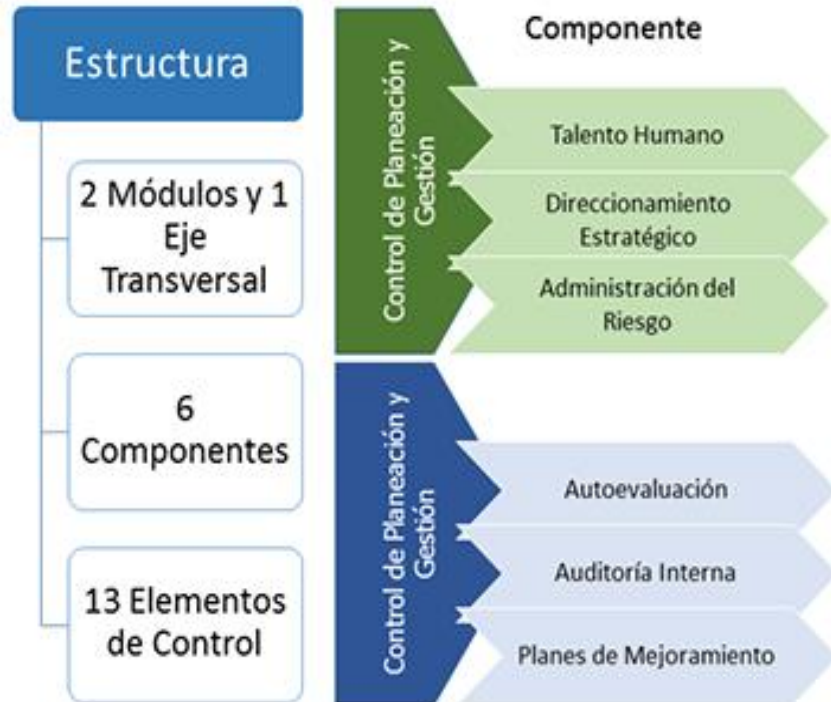 Estructura
2 Módulos y 1
Eje
Transversal
6
Componentes
13 Elementos
de Control
Componente
Control de Planeación y
Gestión
Talento Humano
Direccionamiento
Estratégico
Administración del
Riesgo
Control de Planeación y
Gestión
Autoevaluación
Auditoría Interna
Planes de Mejoramiento